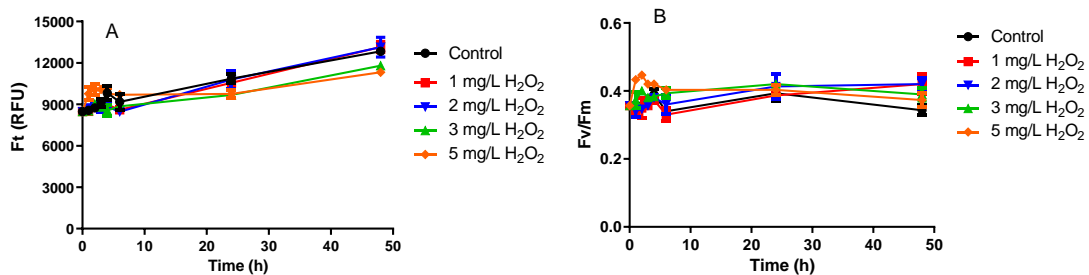 A
Ft (RFU)
15000
12000
9000
6000
3000
0
0 10 20 30 40 50
Time (h)
Control
1 mg/L H₂O₂
2 mg/L H₂O₂
3 mg/L H₂O₂
5 mg/L H₂O₂
B
Fv/Fm
0.6
0.4
0.2
0.0
0 10 20 30 40 50
Time (h)
Control
1 mg/L H₂O₂
2 mg/L H₂O₂
3 mg/L H₂O₂
5 mg/L H₂O₂